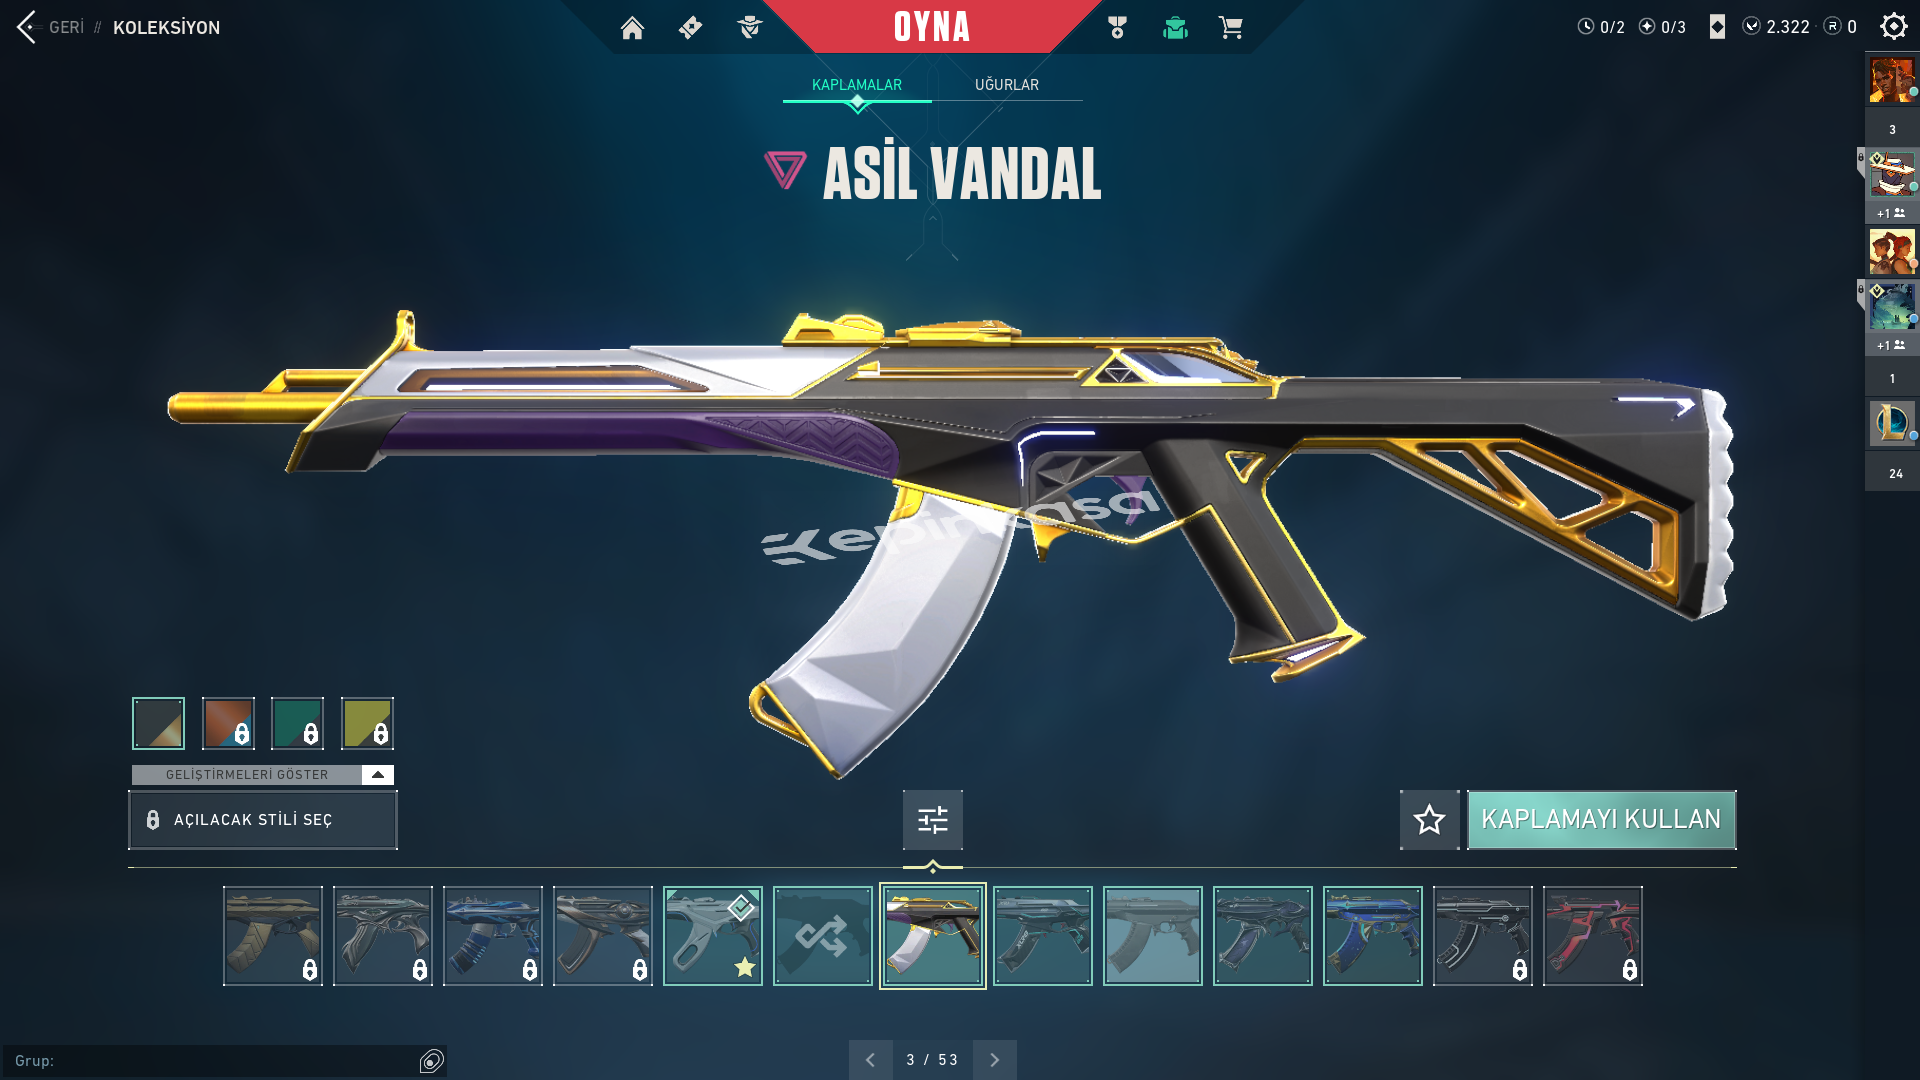 GERİ // KOLEKSİYON
OYNA
0/2 0/3 2.322 R 0
KAPLAMALAR
UĞURLAR
ASİL VANDAL
3
+1
+1
1
24
epinkasa
GELİŞTİRMELERİ GÖSTER
AÇILACAK STİLİ SEÇ
KAPLAMAYI KULLAN
Grup:
3 / 53